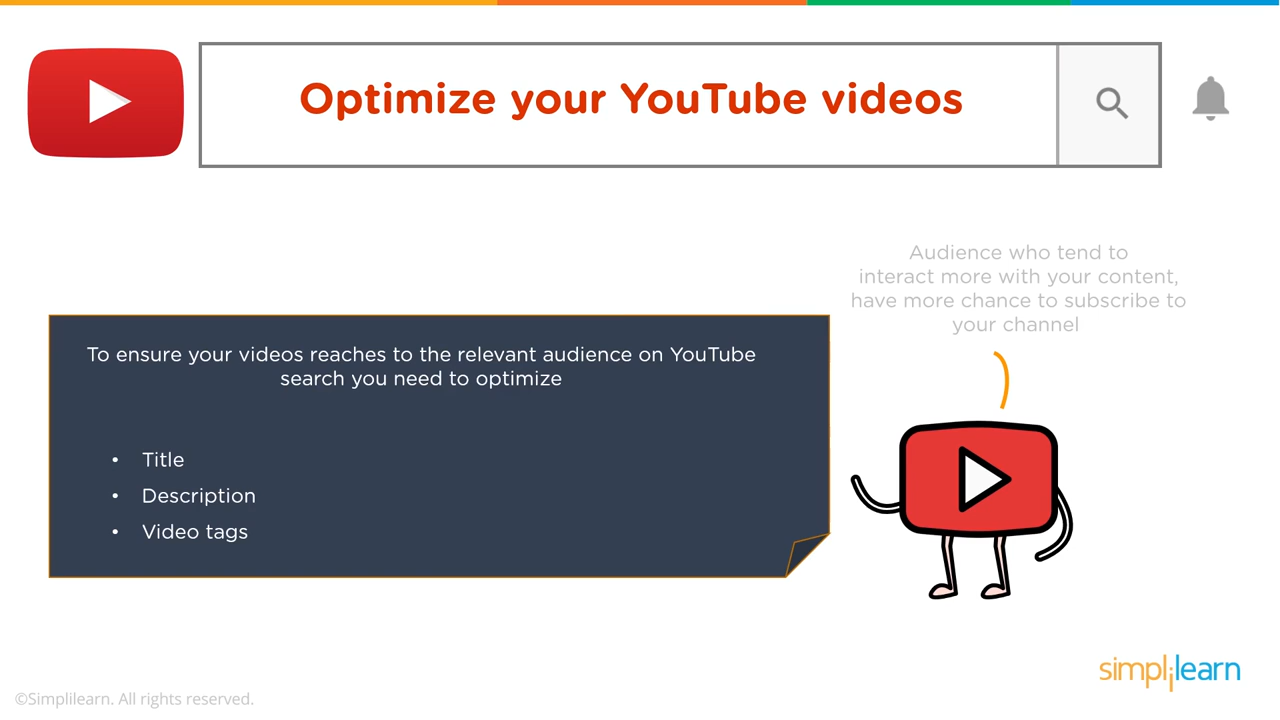 Optimize your YouTube videos
Audience who tend to
interact more with your content,
have more chance to subscribe to
your channel
To ensure your videos reaches to the relevant audience on YouTube
search you need to optimize
• Title
• Description
• Video tags
simplilearn
©Simplilearn. All rights reserved.